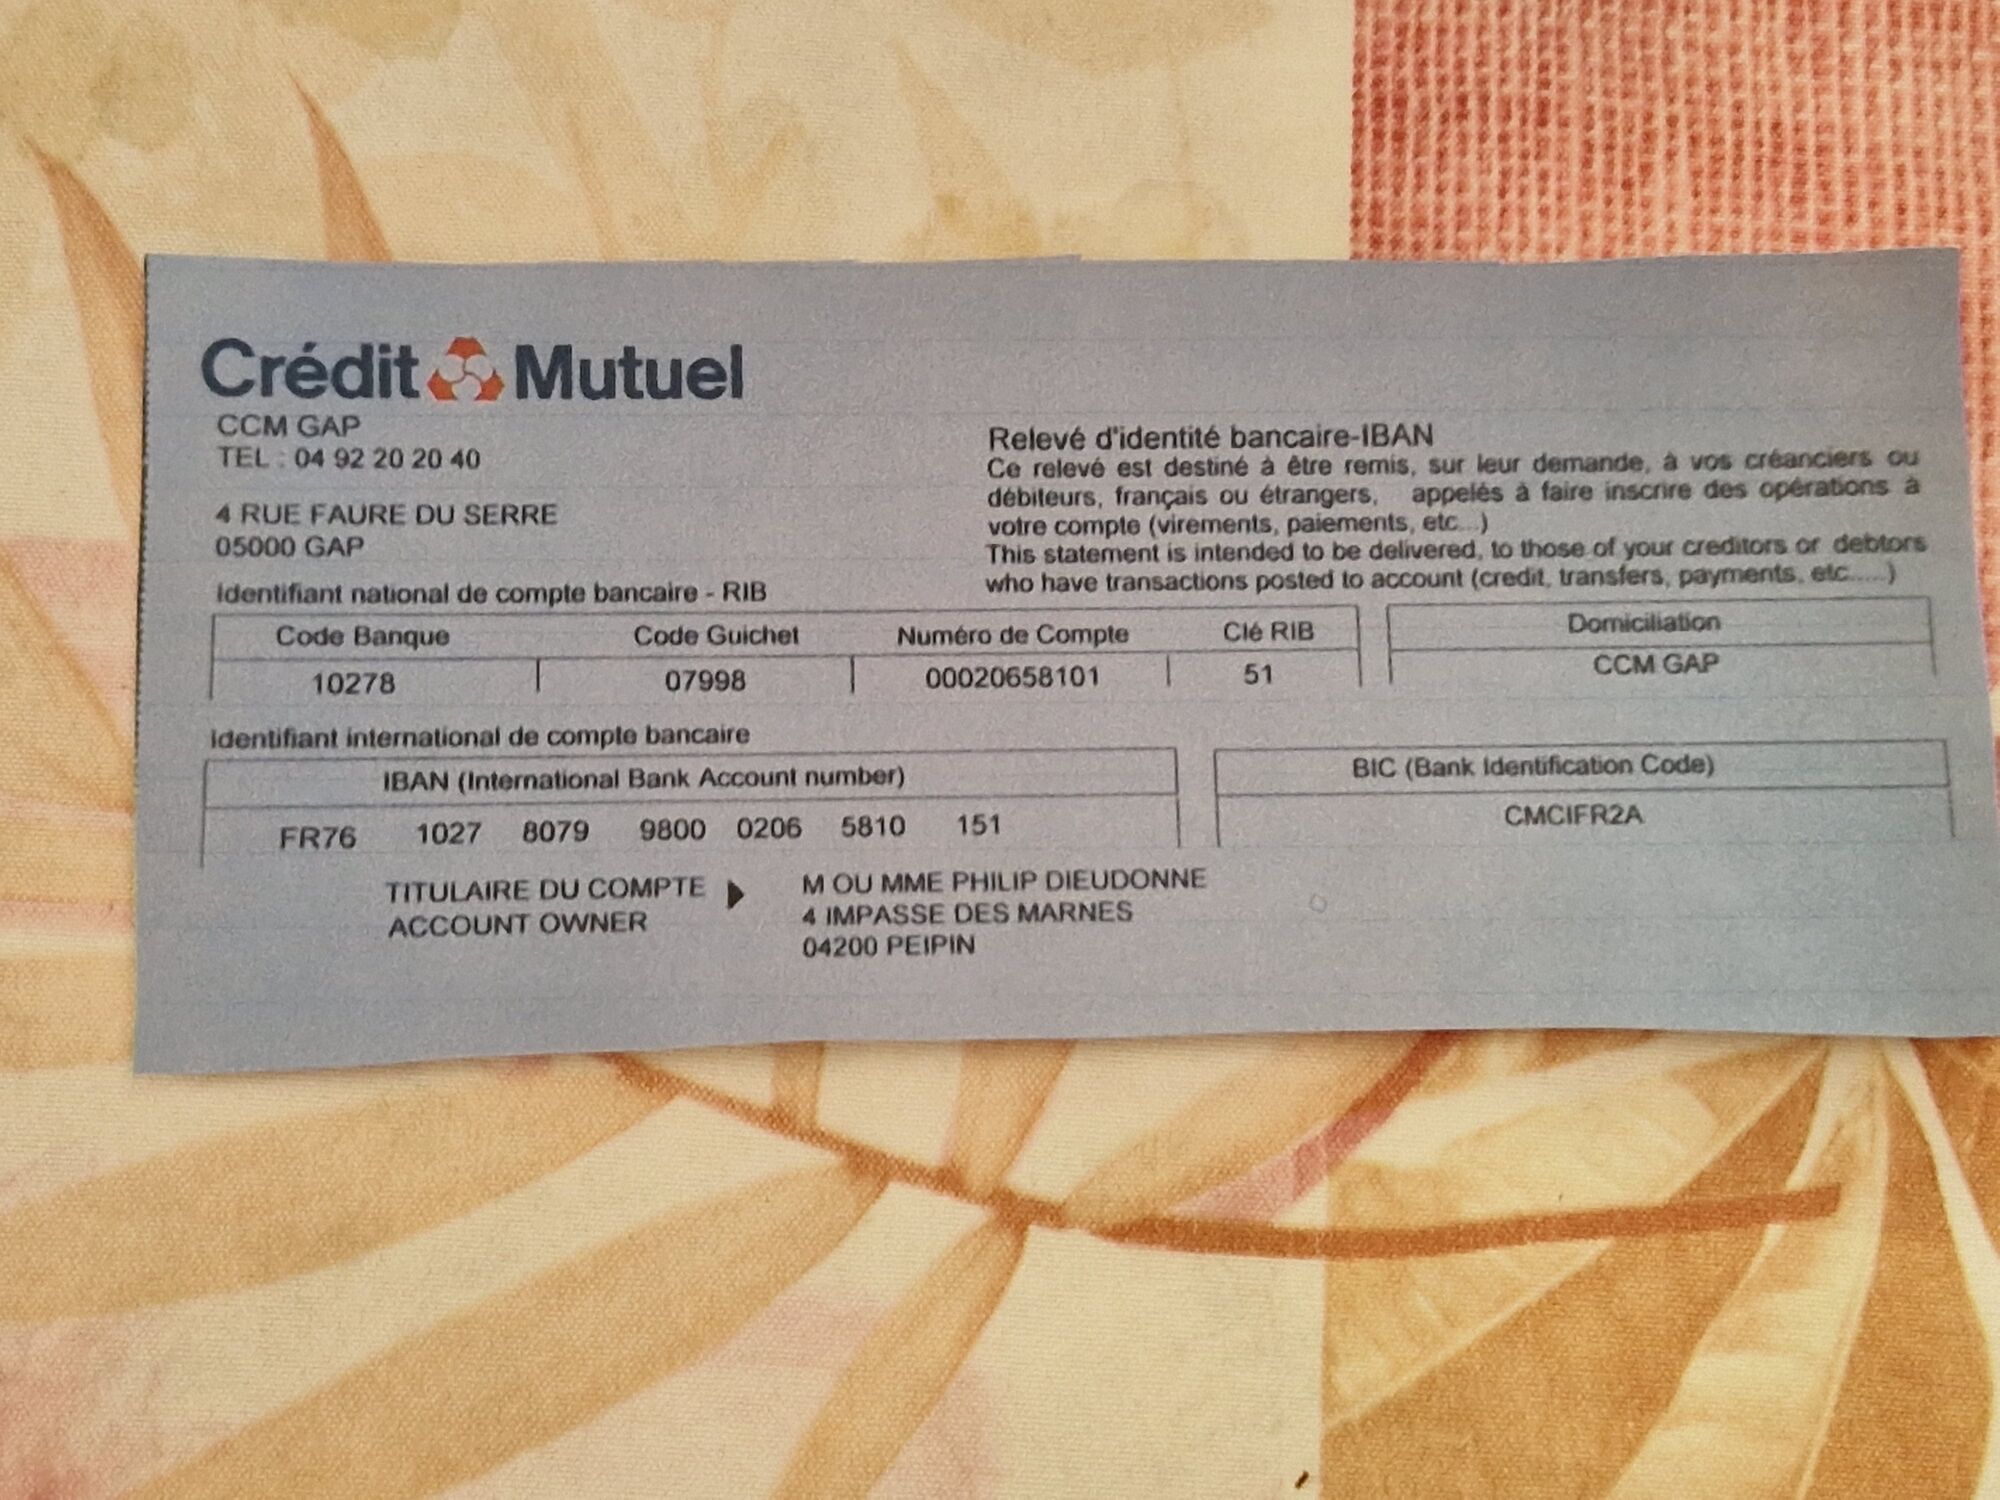 Crédit Mutuel
CCM GAP
TEL : 04 92 20 20 40
4 RUE FAURE DU SERRE
05000 GAP
Relevé d'identité bancaire-IBAN
Ce relevé est destiné à être remis, sur leur demande, à vos créanciers ou
débiteurs, français ou étrangers, appelés à faire inscrire des opérations à
votre compte (virements, paiements, etc...)
This statement is intended to be delivered, to those of your creditors or debtors
who have transactions posted to account (credit, transfers, payments, etc.....)
Identifiant national de compte bancaire - RIB
Code Banque Code Guichet Numéro de Compte Clé RIB Domiciliation
10278 07998 00020658101 51 CCM GAP
Identifiant international de compte bancaire
IBAN (International Bank Account number) BIC (Bank Identification Code)
FR76 1027 8079 9800 0206 5810 151 CMCIFR2A
TITULAIRE DU COMPTE M OU MME PHILIP DIEUDONNE
ACCOUNT OWNER 4 IMPASSE DES MARNES
04200 PEIPIN